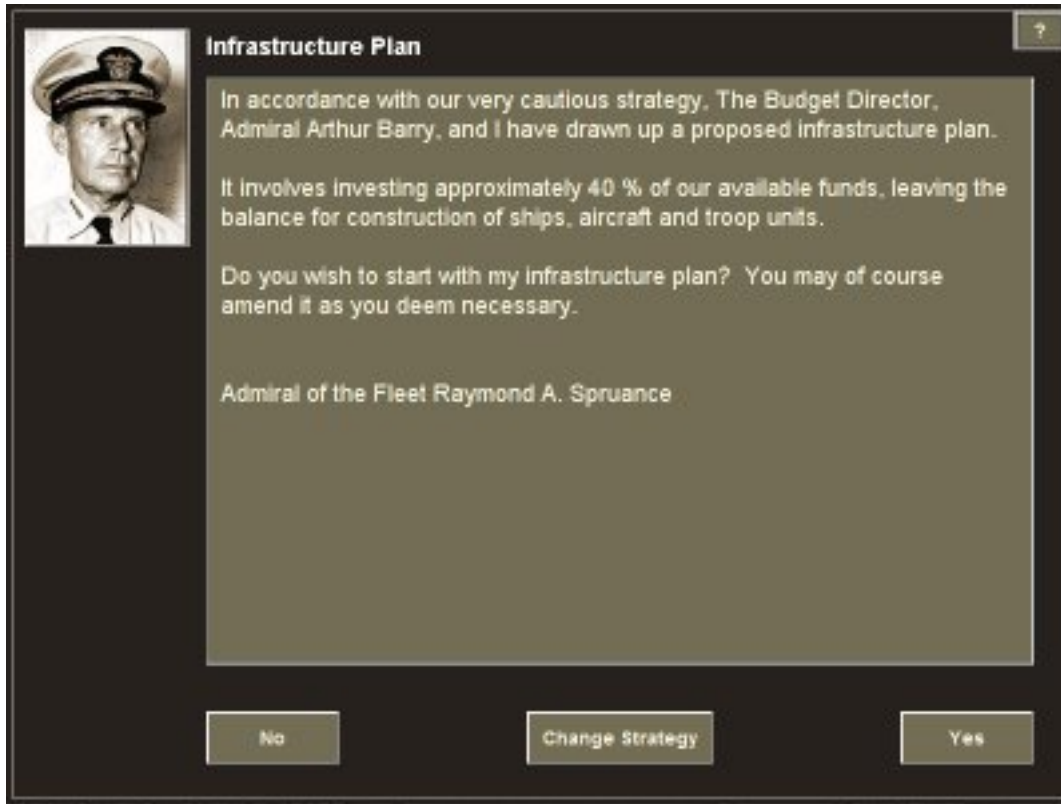 ?
Infrastructure Plan
In accordance with our very cautious strategy, The Budget Director,
Admiral Arthur Barry, and I have drawn up a proposed infrastructure plan.
It involves investing approximately 40 % of our available funds, leaving the
balance for construction of ships, aircraft and troop units.
Do you wish to start with my infrastructure plan?  You may of course
amend it as you deem necessary.
Admiral of the Fleet Raymond A. Spruance
No
Change Strategy
Yes